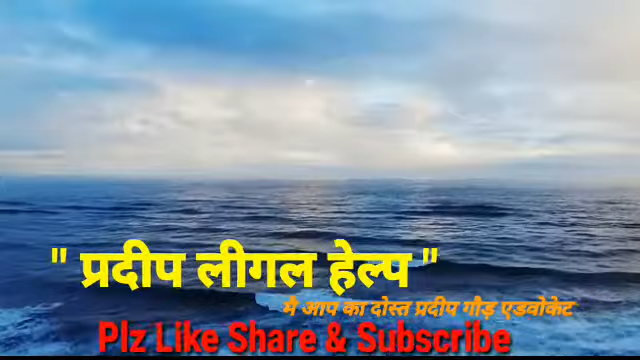 " प्रदीप लीगल हेल्प "
मै आप का दोस्त प्रदीप गौड़ एडवोकेट
Plz Like Share & Subscribe